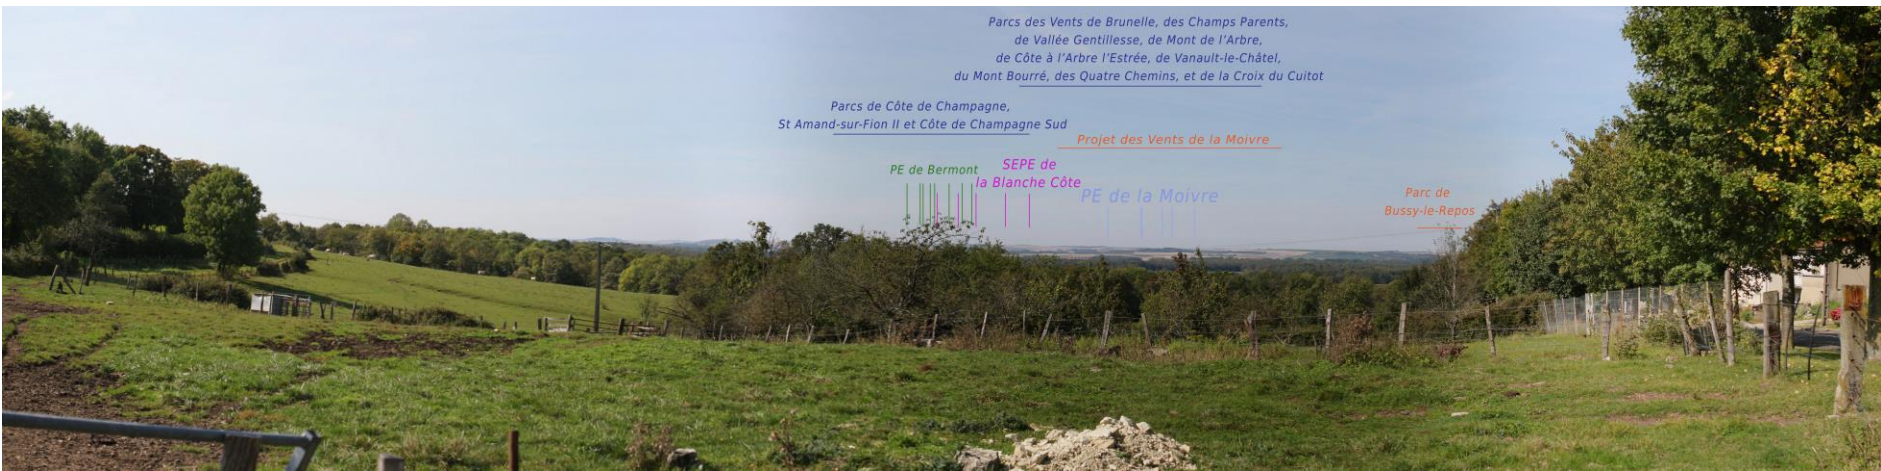 Parcs des Vents de Brunelle, des Champs Parents,
de Vallée Gentillesse, de Mont de l'Arbre,
de Côte à l'Arbre l'Estrée, de Vanault-le-Châtel,
du Mont Bourré, des Quatre Chemins, et de la Croix du Cuitot
Parcs de Côte de Champagne,
St Amand-sur-Fion II et Côte de Champagne Sud
Projet des Vents de la Moivre
PE de Bermont
SEPE de
la Blanche Côte
PE de la Moivre
Parc de
Bussy-le-Repos